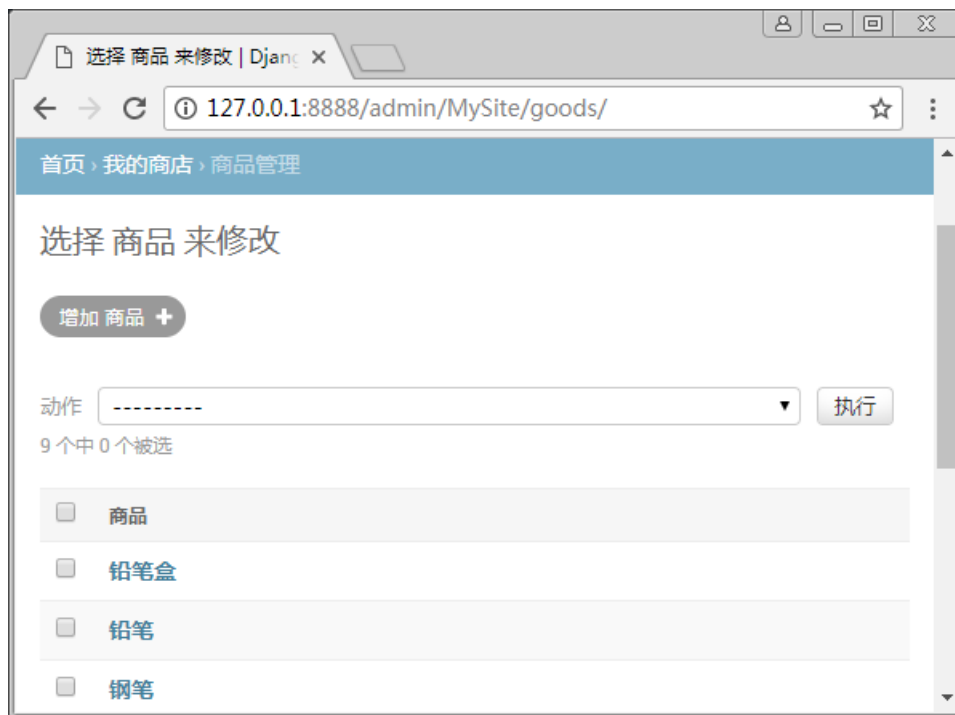 选择 商品 来修改 | Djang
127.0.0.1:8888/admin/MySite/goods/
首页 › 我的商店 › 商品管理
选择 商品 来修改
增加 商品 +
动作 --------- 执行
9 个中 0 个被选
商品
铅笔盒
铅笔
钢笔